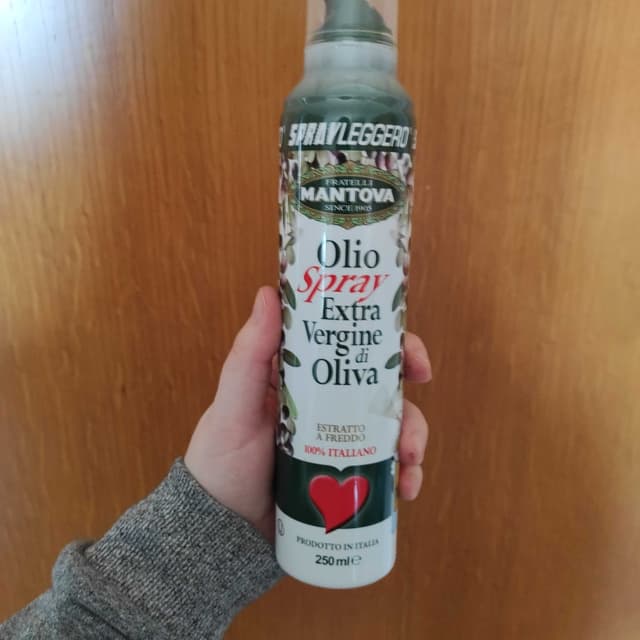 SPRAYLEGGERO
FRATELLI
MANTOVA
SINCE 1905
Olio
Spray
Extra
Vergine
di
Oliva
ESTRATTO
A FREDDO
100% ITALIANO
PRODOTTO IN ITALIA
250 ml e